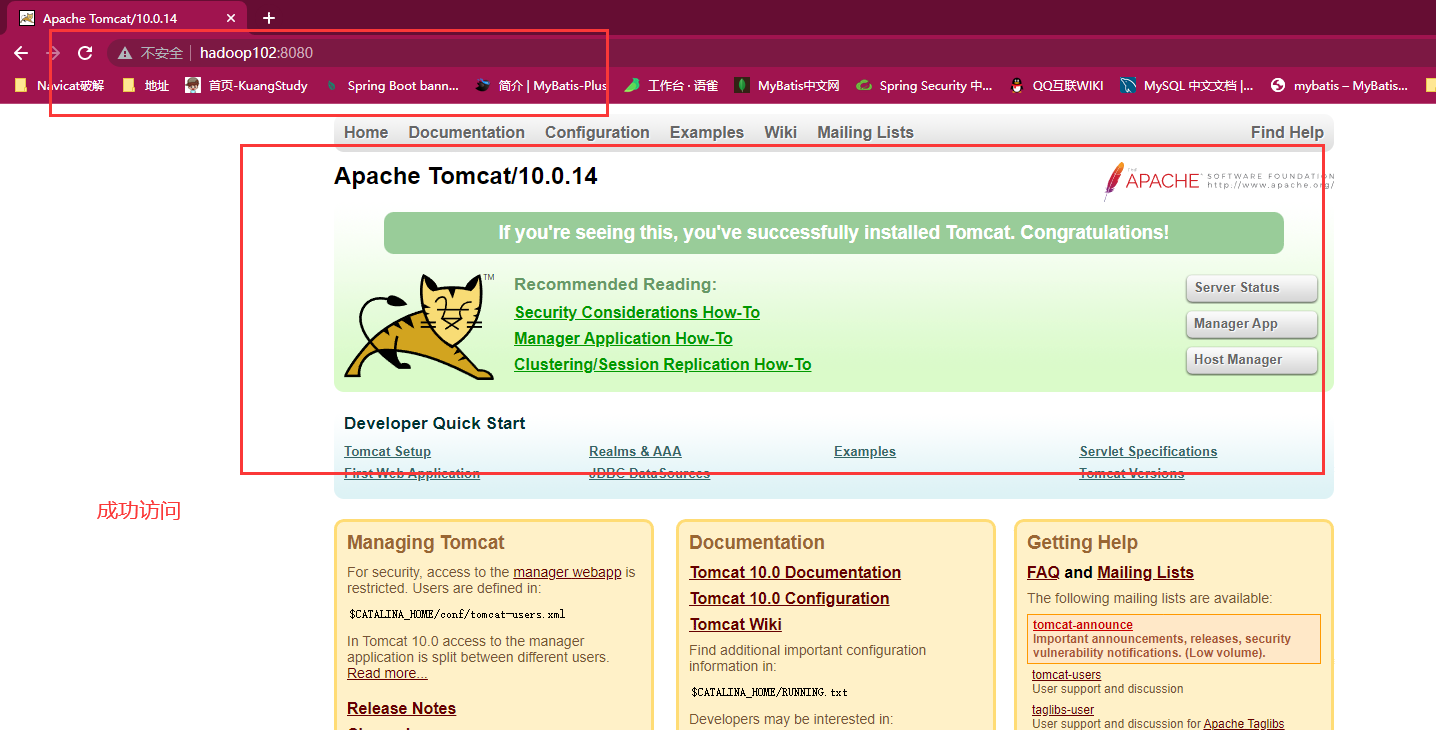 Apache Tomcat/10.0.14
不安全 hadoop102:8080
Navicat破解 地址 首页-KuangStudy Spring Boot bann... 简介 | MyBatis-Plus 工作台 · 语雀 MyBatis中文网 Spring Security 中... QQ互联WIKI MySQL 中文文档 |... mybatis – MyBatis...
Home Documentation Configuration Examples Wiki Mailing Lists Find Help
Apache Tomcat/10.0.14
THE APACHE SOFTWARE FOUNDATION
http://www.apache.org/
If you're seeing this, you've successfully installed Tomcat. Congratulations!
TM
Recommended Reading:
Security Considerations How-To
Manager Application How-To
Clustering/Session Replication How-To
Server Status
Manager App
Host Manager
Developer Quick Start
Tomcat Setup Realms & AAA Examples Servlet Specifications
First Web Application JDBC DataSources Tomcat Versions
成功访问
Managing Tomcat
For security, access to the manager webapp is
restricted. Users are defined in:
$CATALINA_HOME/conf/tomcat-users.xml
In Tomcat 10.0 access to the manager
application is split between different users.
Read more...
Release Notes
Documentation
Tomcat 10.0 Documentation
Tomcat 10.0 Configuration
Tomcat Wiki
Find additional important configuration
information in:
$CATALINA_HOME/RUNNING.txt
Developers may be interested in:
Getting Help
FAQ and Mailing Lists
The following mailing lists are available:
tomcat-announce
Important announcements, releases, security
vulnerability notifications. (Low volume).
tomcat-users
User support and discussion
taglibs-user
User support and discussion for Apache Taglibs